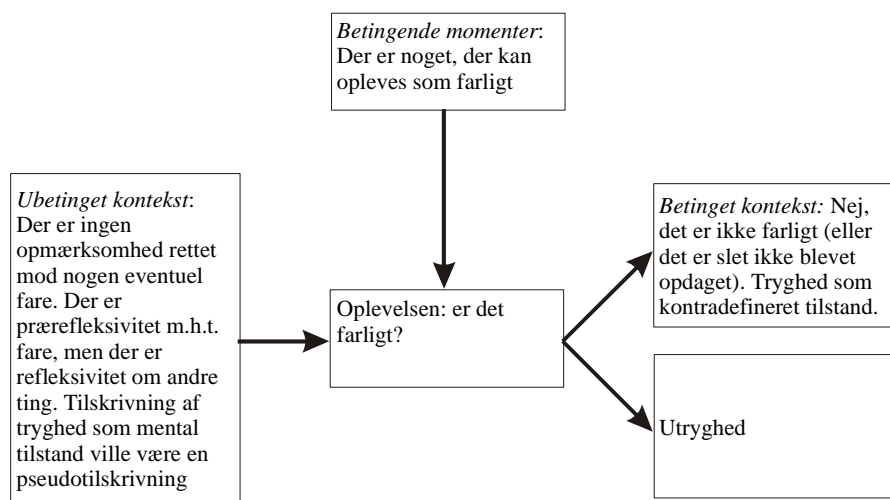 Betingende momenter:
Der er noget, der kan
opleves som farligt
Ubetinget kontekst:
Der er ingen
opmærksomhed rettet
mod nogen eventuel
fare. Der er
prærefleksivitet m.h.t.
fare, men der er
refleksivitet om andre
ting. Tilskrivning af
tryghed som mental
tilstand ville være en
pseudotilskrivning
Oplevelsen: er det
farligt?
Betinget kontekst: Nej,
det er ikke farligt (eller
det er slet ikke blevet
opdaget). Tryghed som
kontradefineret tilstand.
Utryghed